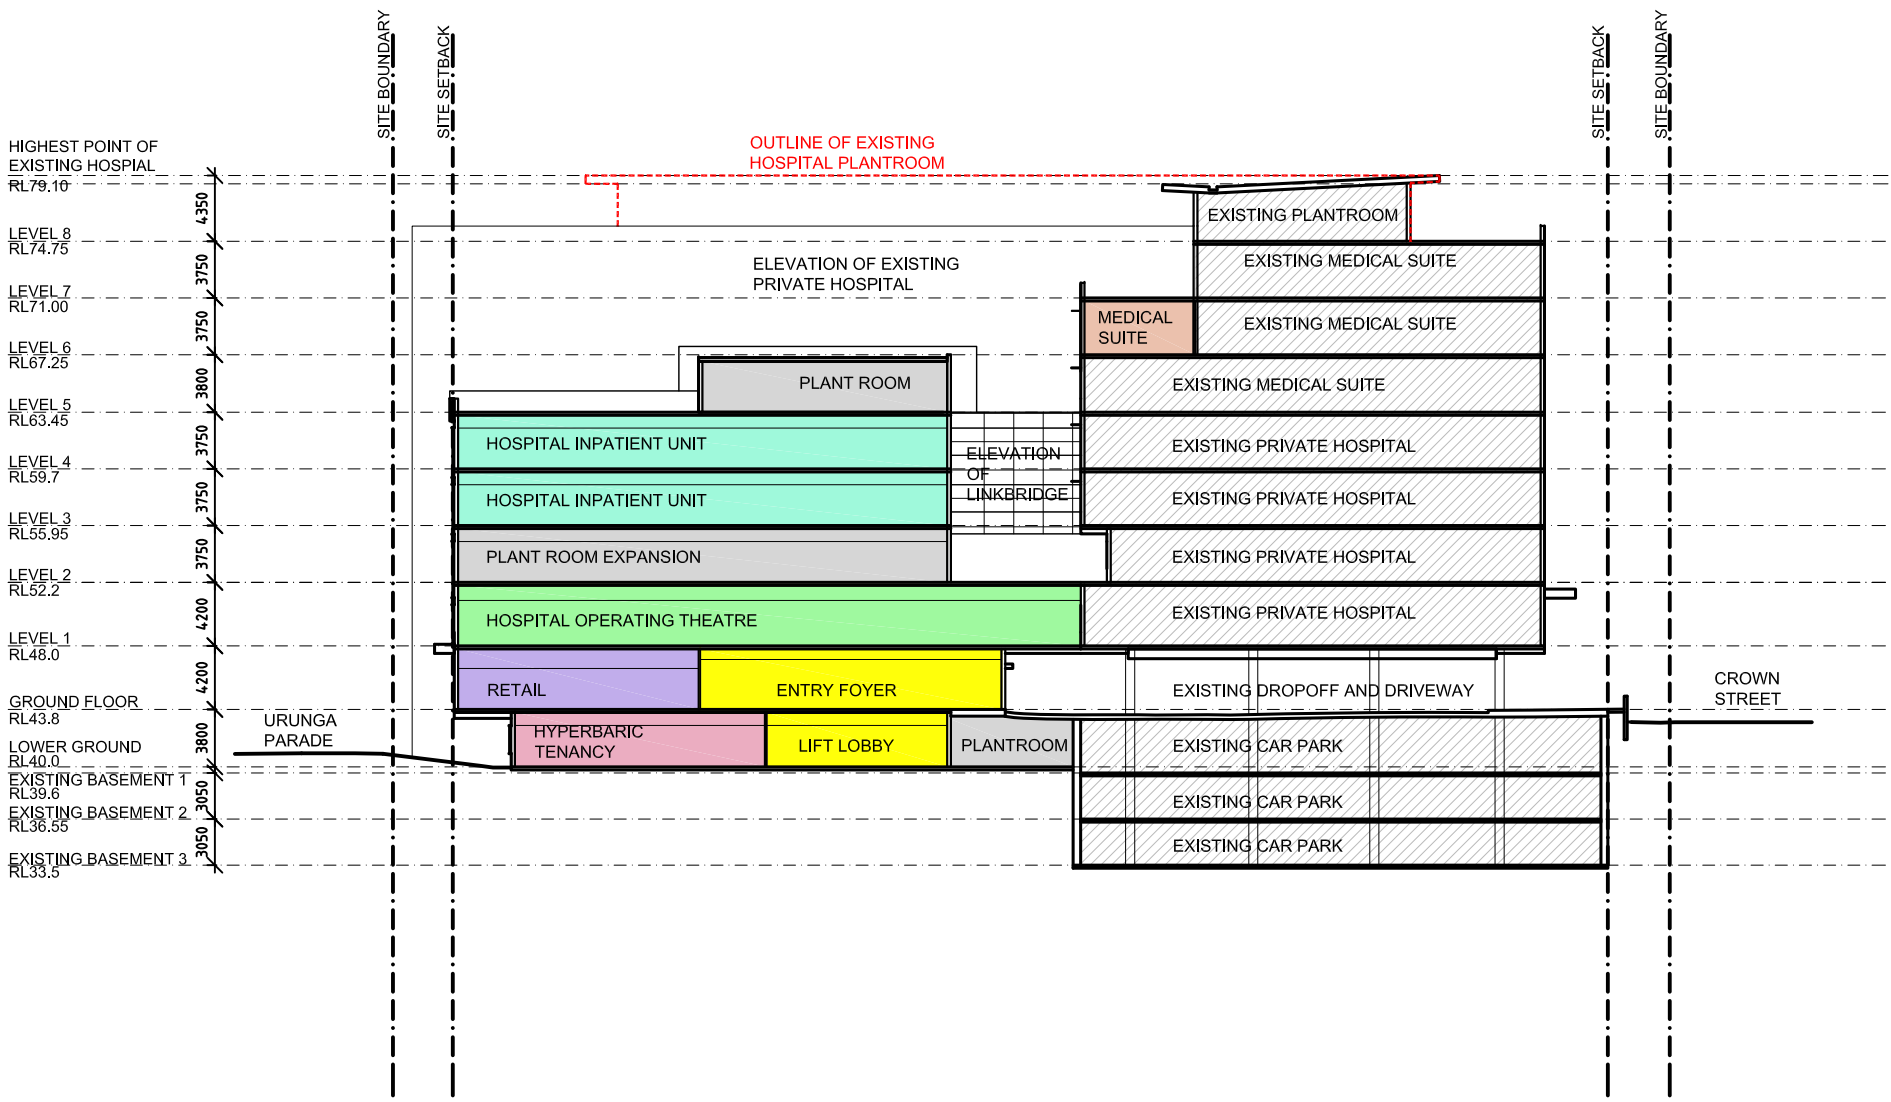 SITE BOUNDARY
SITE SETBACK
SITE SETBACK
SITE BOUNDARY
HIGHEST POINT OF
EXISTING HOSPIAL
RL79.10
4350
LEVEL 8
RL74.75
3750
LEVEL 7
RL71.00
3750
LEVEL 6
RL67.25
3800
LEVEL 5
RL63.45
3750
LEVEL 4
RL59.7
3750
LEVEL 3
RL55.95
3750
LEVEL 2
RL52.2
4200
LEVEL 1
RL48.0
4200
GROUND FLOOR
RL43.8
3800
LOWER GROUND
RL40.0
EXISTING BASEMENT 1
RL39.6
3050
EXISTING BASEMENT 2
RL36.55
3050
EXISTING BASEMENT 3
RL33.5
OUTLINE OF EXISTING
HOSPITAL PLANTROOM
EXISTING PLANTROOM
ELEVATION OF EXISTING
PRIVATE HOSPITAL
EXISTING MEDICAL SUITE
MEDICAL
SUITE
EXISTING MEDICAL SUITE
PLANT ROOM
EXISTING MEDICAL SUITE
HOSPITAL INPATIENT UNIT
ELEVATION
OF
LINKBRIDGE
EXISTING PRIVATE HOSPITAL
HOSPITAL INPATIENT UNIT
EXISTING PRIVATE HOSPITAL
PLANT ROOM EXPANSION
EXISTING PRIVATE HOSPITAL
HOSPITAL OPERATING THEATRE
EXISTING PRIVATE HOSPITAL
RETAIL
ENTRY FOYER
EXISTING DROPOFF AND DRIVEWAY
CROWN
STREET
URUNGA
PARADE
HYPERBARIC
TENANCY
LIFT LOBBY
PLANTROOM
EXISTING CAR PARK
EXISTING CAR PARK
EXISTING CAR PARK